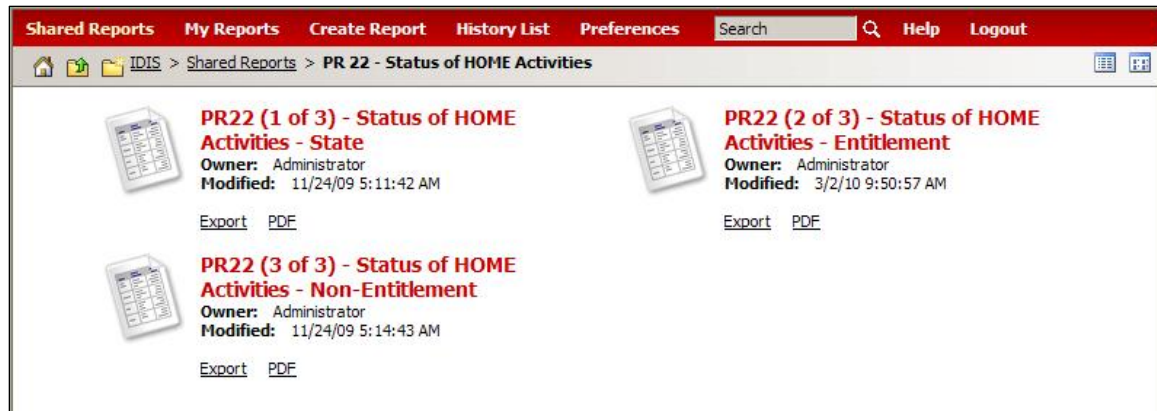 Shared Reports My Reports Create Report History List Preferences Search Help Logout
IDIS > Shared Reports > PR 22 - Status of HOME Activities
PR22 (1 of 3) - Status of HOME
Activities - State
Owner: Administrator
Modified: 11/24/09 5:11:42 AM
Export PDF
PR22 (2 of 3) - Status of HOME
Activities - Entitlement
Owner: Administrator
Modified: 3/2/10 9:50:57 AM
Export PDF
PR22 (3 of 3) - Status of HOME
Activities - Non-Entitlement
Owner: Administrator
Modified: 11/24/09 5:14:43 AM
Export PDF